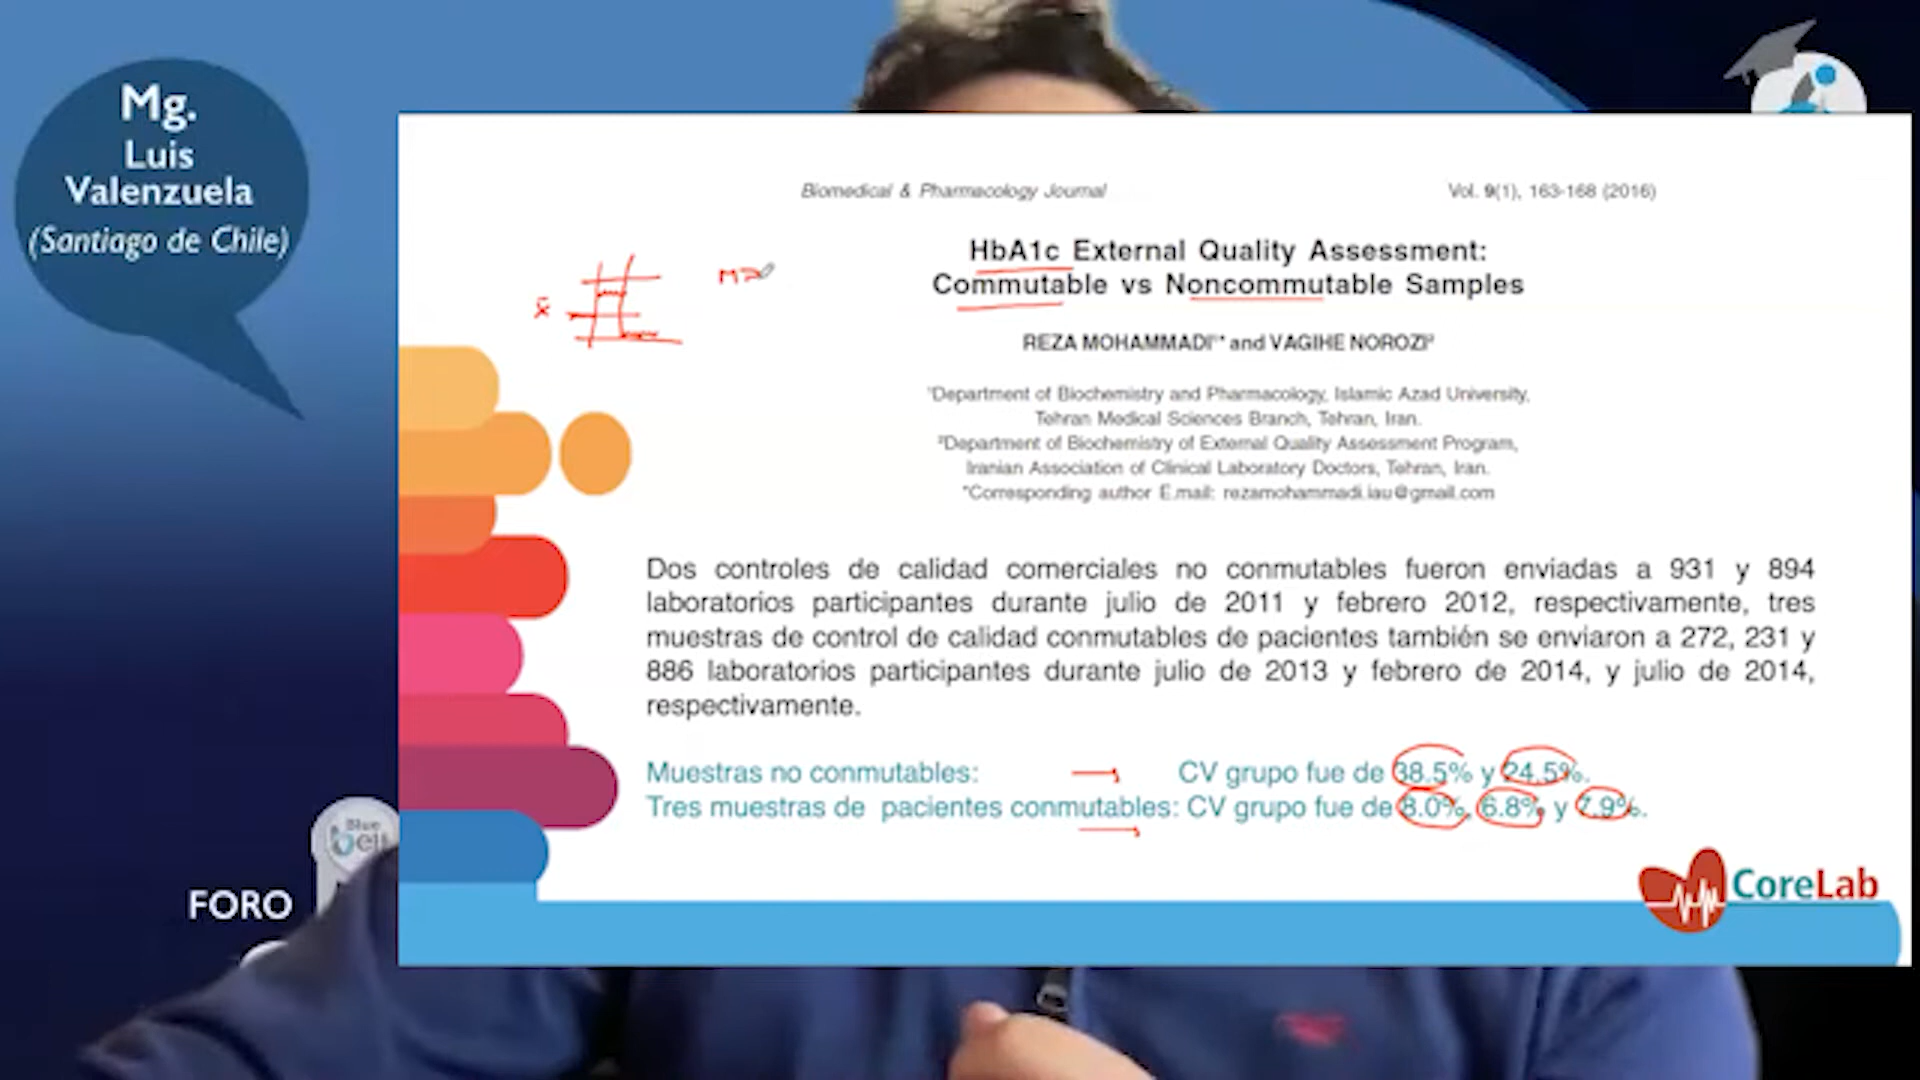 Mg.
Luis
Valenzuela
(Santiago de Chile)
Biomedical & Pharmacology Journal
Vol. 9(1), 163-168 (2016)
HbA1c External Quality Assessment:
Commutable vs Noncommutable Samples
REZA MOHAMMADI¹* and VAGIHE NOROZI²
¹Department of Biochemistry and Pharmacology, Islamic Azad University,
Tehran Medical Sciences Branch, Tehran, Iran.
²Department of Biochemistry of External Quality Assessment Program,
Iranian Association of Clinical Laboratory Doctors, Tehran, Iran.
*Corresponding author E.mail: rezamohammadi.iau@gmail.com
x̄
Dos controles de calidad comerciales no conmutables fueron enviadas a 931 y 894
laboratorios participantes durante julio de 2011 y febrero 2012, respectivamente, tres
muestras de control de calidad conmutables de pacientes también se enviaron a 272, 231 y
886 laboratorios participantes durante julio de 2013 y febrero de 2014, y julio de 2014,
respectivamente.
Muestras no conmutables: CV grupo fue de 38.5% y 24.5%.
Tres muestras de pacientes conmutables: CV grupo fue de 8.0%, 6.8% y 7.9%.
Blue
FORO
CoreLab